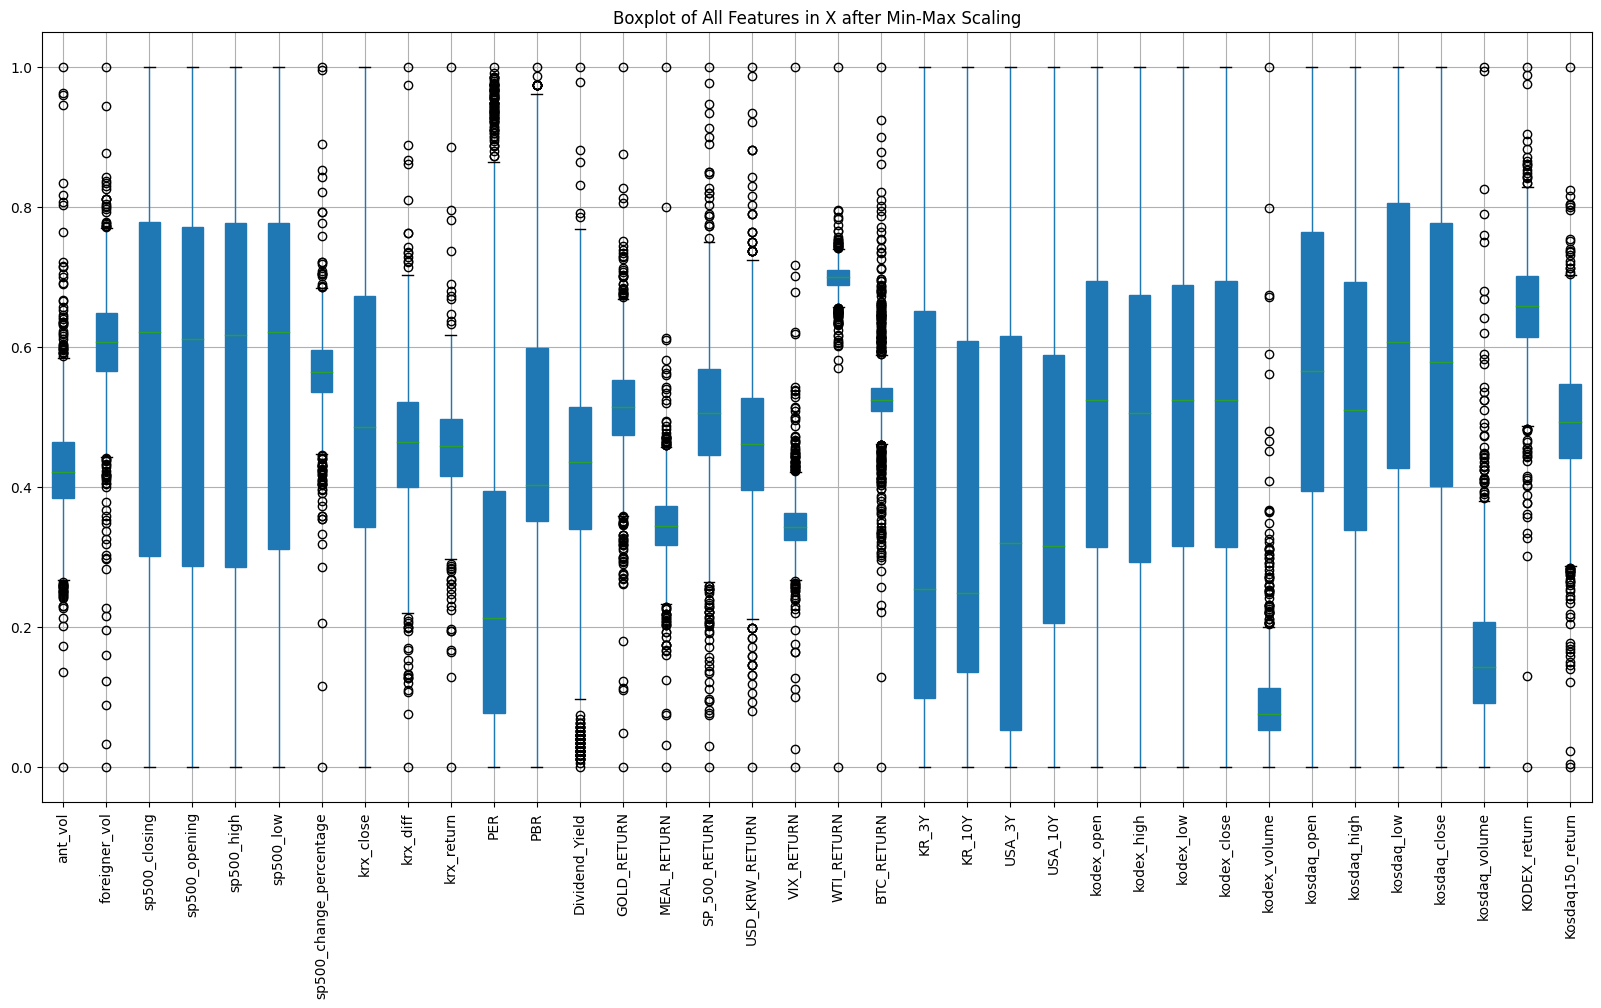 Boxplot of All Features in X after Min-Max Scaling
1.0
0.8
0.6
0.4
0.2
0.0
ant_vol
foreigner_vol
sp500_closing
sp500_opening
sp500_high
sp500_low
sp500_change_percentage
krx_close
krx_diff
krx_return
PER
PBR
Dividend_Yield
GOLD_RETURN
MEAL_RETURN
SP_500_RETURN
USD_KRW_RETURN
VIX_RETURN
WTI_RETURN
BTC_RETURN
KR_3Y
KR_10Y
USA_3Y
USA_10Y
kodex_open
kodex_high
kodex_low
kodex_close
kodex_volume
kosdaq_open
kosdaq_high
kosdaq_low
kosdaq_close
kosdaq_volume
KODEX_return
Kosdaq150_return